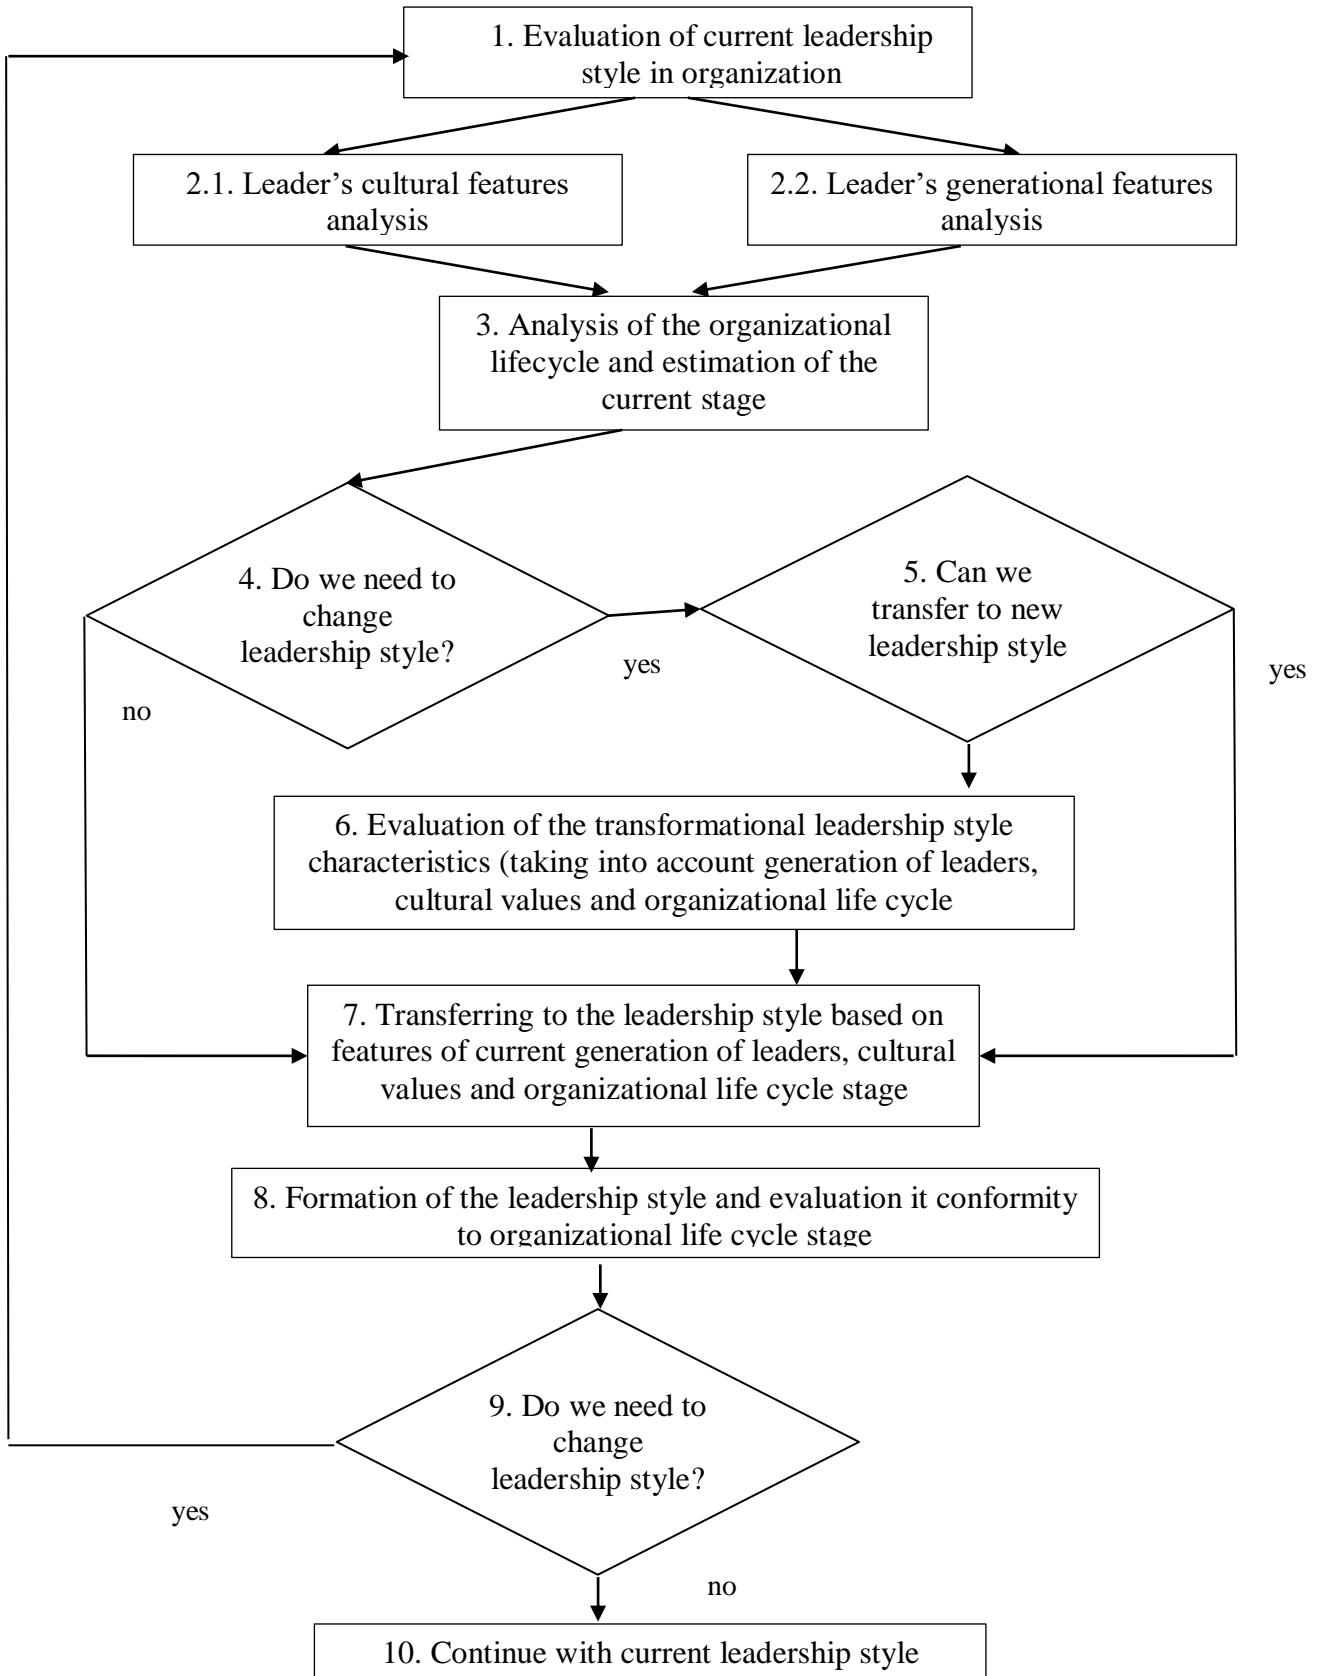 1. Evaluation of current leadership
style in organization
2.1. Leader’s cultural features
analysis
2.2. Leader’s generational features
analysis
3. Analysis of the organizational
lifecycle and estimation of the
current stage
4. Do we need to
change
leadership style?
yes
no
5. Can we
transfer to new
leadership style
yes
6. Evaluation of the transformational leadership style
characteristics (taking into account generation of leaders,
cultural values and organizational life cycle
7. Transferring to the leadership style based on
features of current generation of leaders, cultural
values and organizational life cycle stage
8. Formation of the leadership style and evaluation it conformity
to organizational life cycle stage
9. Do we need to
change
leadership style?
yes
no
10. Continue with current leadership style